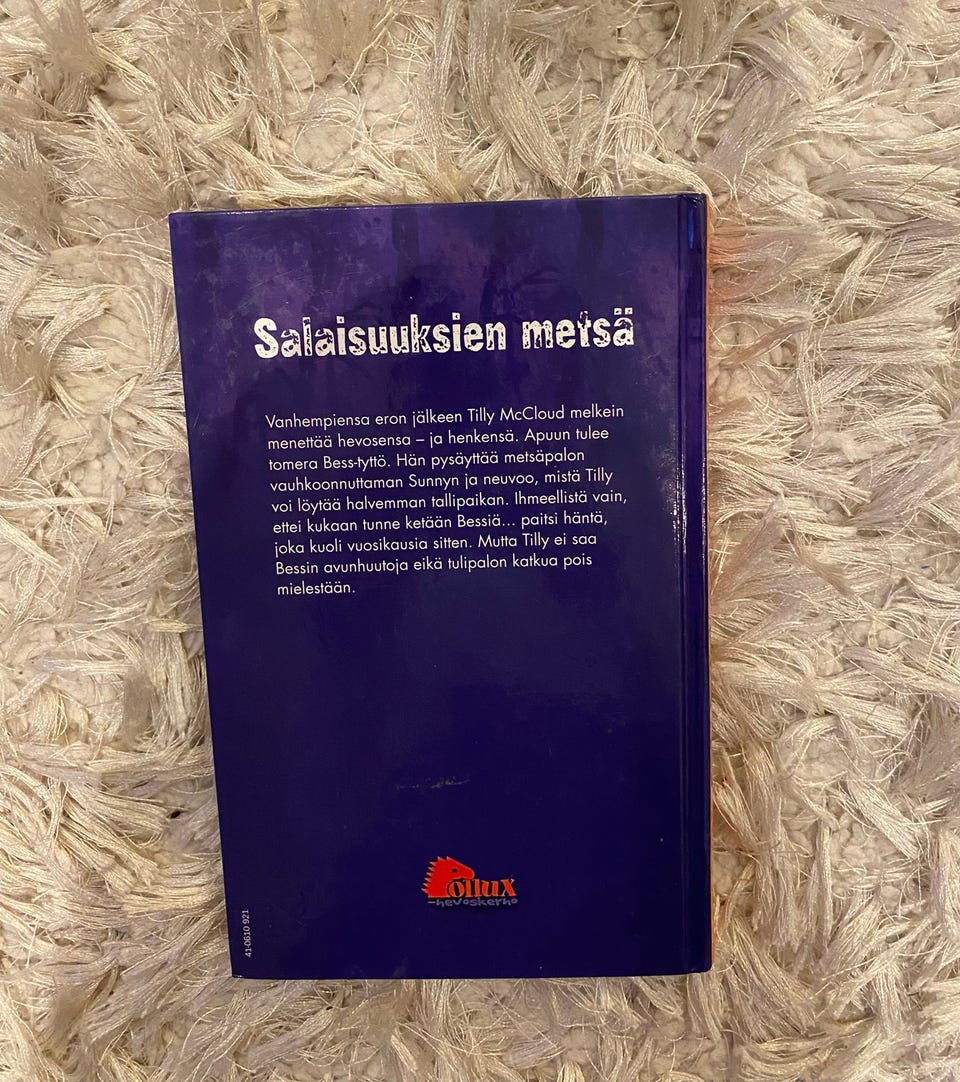 Salaisuuksien metsä
Vanhempiensa eron jälkeen Tilly McCloud melkein
menettää hevosensa – ja henkensä. Apuun tulee
tomera Bess-tyttö. Hän pysäyttää metsäpalon
vauhkoonnuttaman Sunnyn ja neuvoo, mistä Tilly
voi löytää halvemman tallipaikan. Ihmeellistä vain,
ettei kukaan tunne ketään Bessiä... paitsi häntä,
joka kuoli vuosikausia sitten. Mutta Tilly ei saa
Bessin avunhuutoja eikä tulipalon katkua pois
mielestään.
Pollux
-hevoskerho
41-0610 921